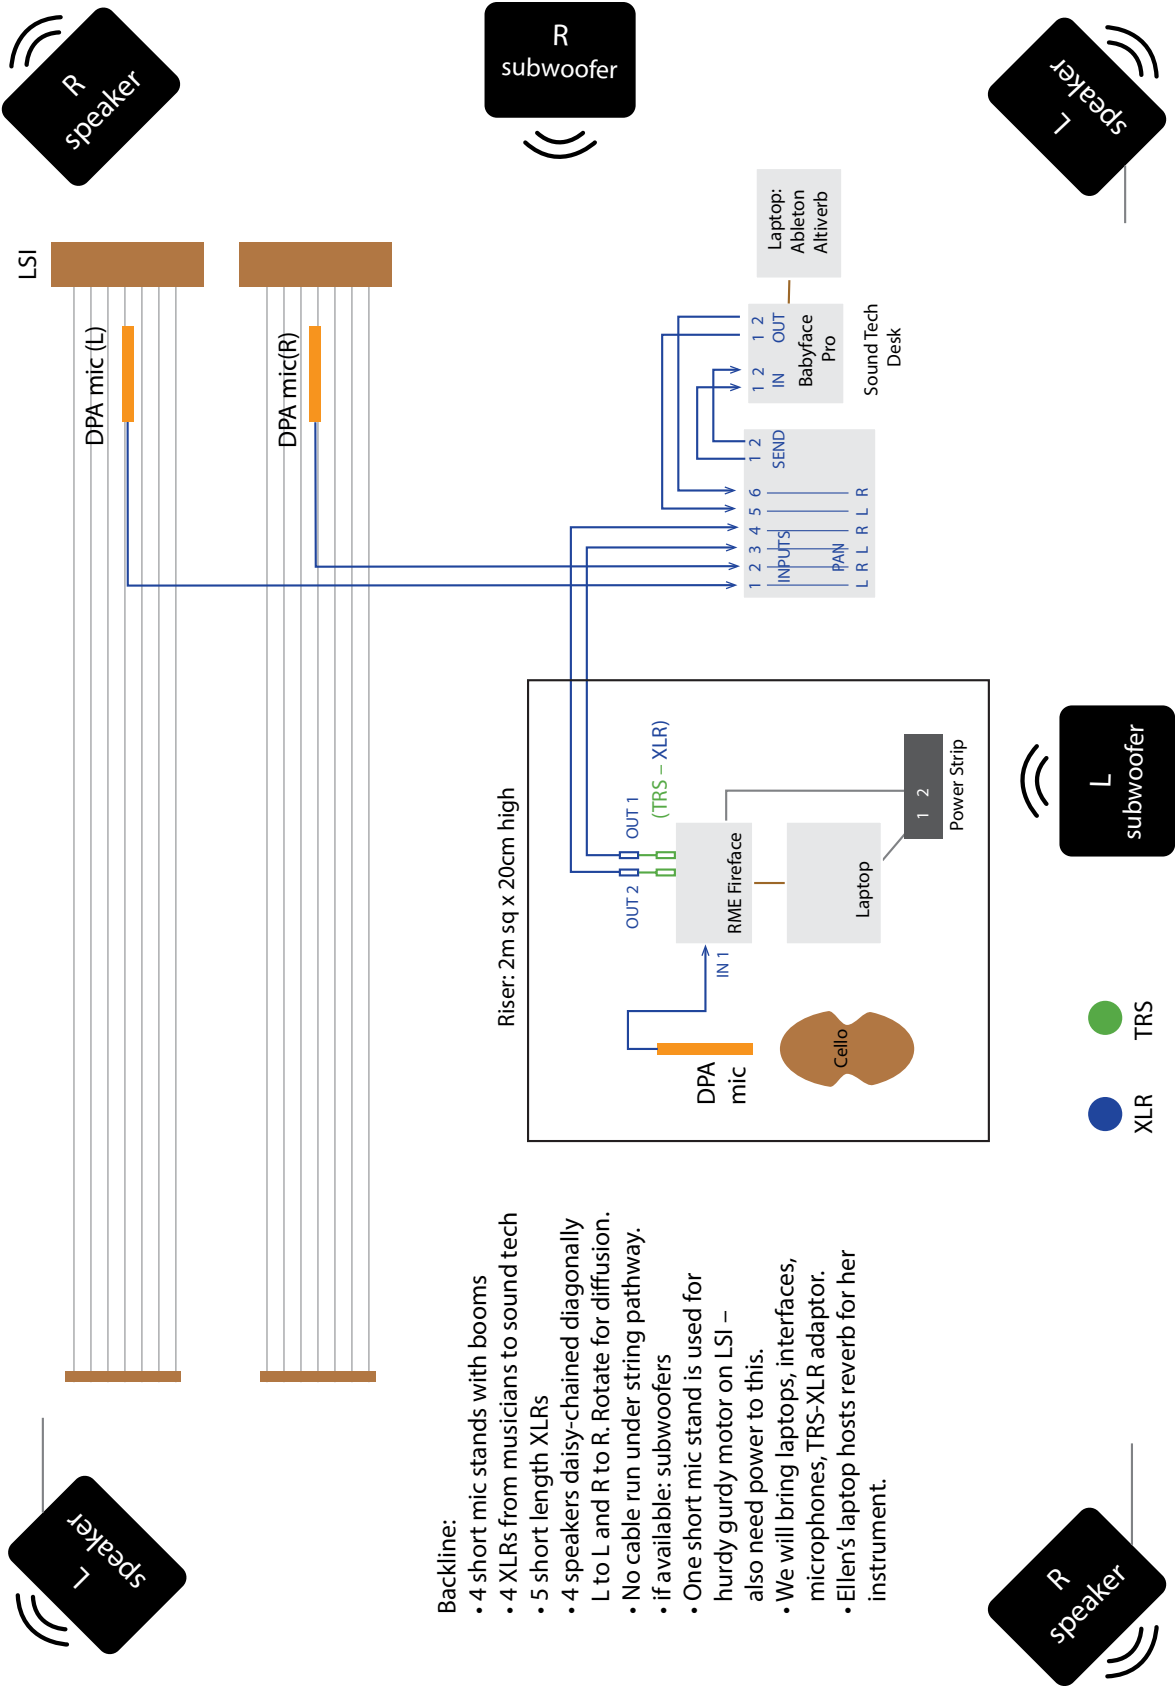 R
speaker
R
subwoofer
L
speaker
LSI
DPA mic (L)
DPA mic(R)
Laptop:
Ableton
Altiverb
1 2
OUT
1 2
IN
Babyface
Pro
Sound Tech
Desk
1 2
SEND
1 2 3 4 5 6
INPUTS
PAN
L R L R L R
Riser: 2m sq x 20cm high
OUT 2
OUT 1
(TRS – XLR)
RME Fireface
IN 1
Laptop
1 2
Power Strip
DPA
mic
Cello
L
subwoofer
XLR
TRS
Backline:
• 4 short mic stands with booms
• 4 XLRs from musicians to sound tech
• 5 short length XLRs
• 4 speakers daisy-chained diagonally
L to L and R to R. Rotate for diffusion.
• No cable run under string pathway.
• if available: subwoofers
• One short mic stand is used for
hurdy gurdy motor on LSI –
also need power to this.
• We will bring laptops, interfaces,
microphones, TRS-XLR adaptor.
• Ellen’s laptop hosts reverb for her
instrument.
L
speaker
R
speaker